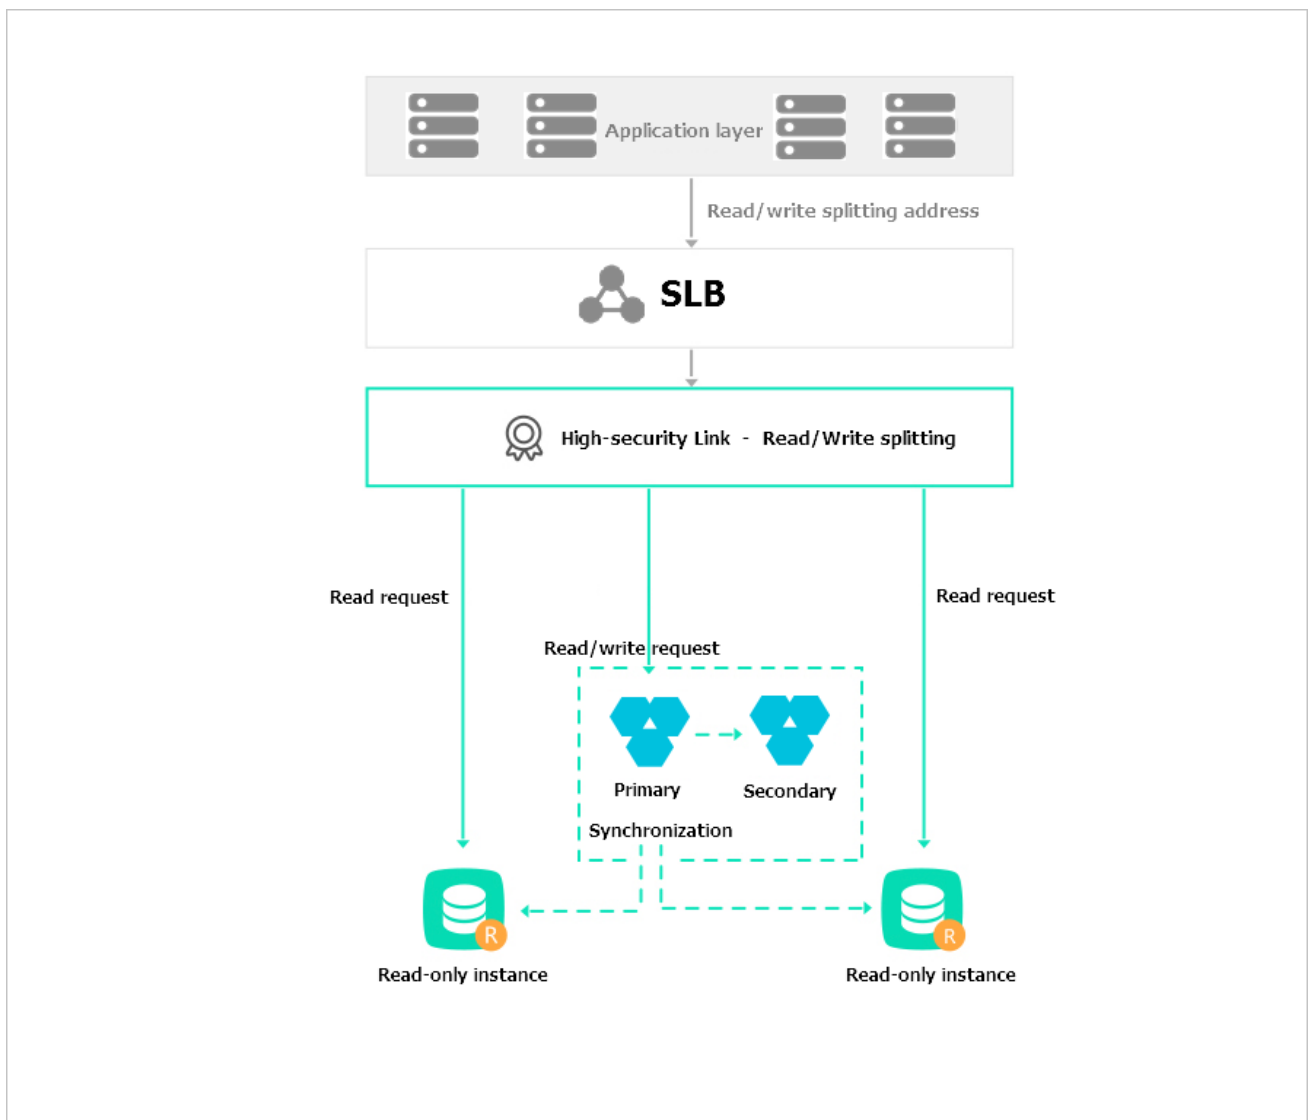 Application layer
Read/write splitting address
SLB
High-security Link - Read/Write splitting
Read request
Read request
Read/write request
Primary
Secondary
Synchronization
R
R
Read-only instance
Read-only instance